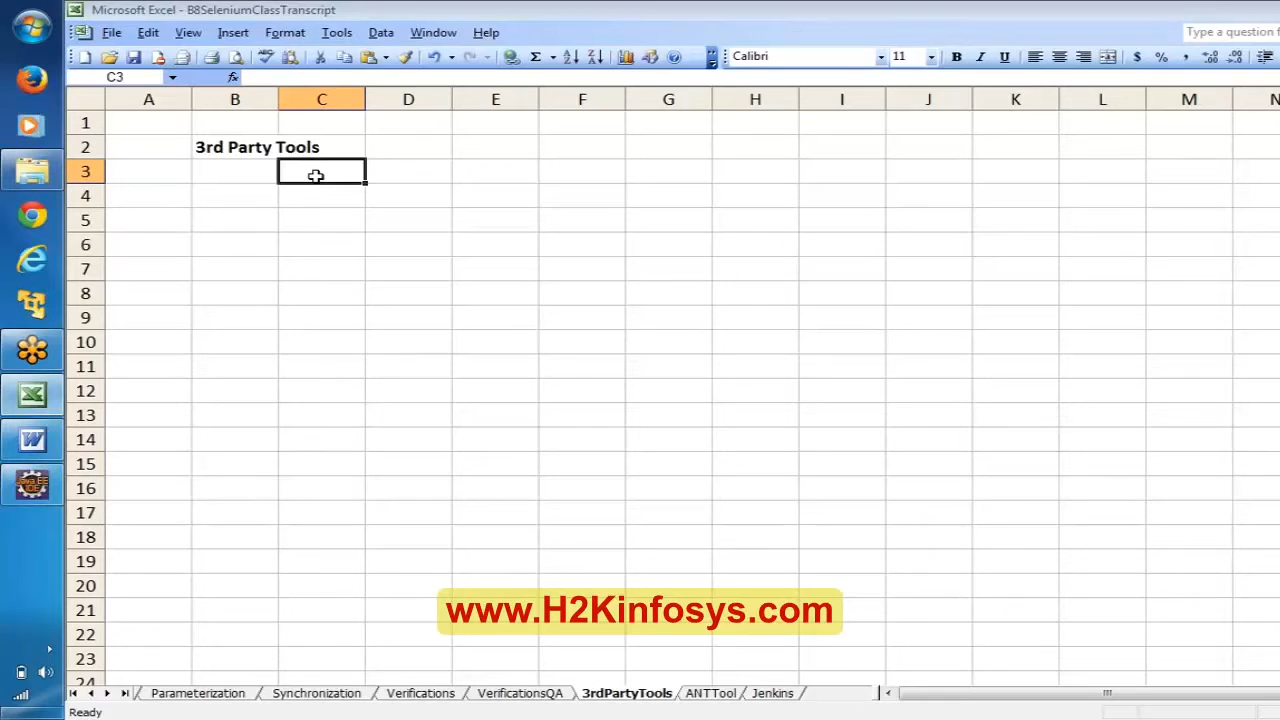 Microsoft Excel - B8SeleniumClassTranscript
File Edit View Insert Format Tools Data Window Help
Type a question f
Calibri 11 B I U $ % ,
C3 fx
A B C D E F G H I J K L M N
1
2 3rd Party Tools
3
4
5
6
7
8
9
10
11
12
13
14
15
16
17
18
19
20
21
22
23
24
www.H2Kinfosys.com
Parameterization Synchronization Verifications VerificationsQA 3rdPartyTools ANTTool Jenkins
Ready